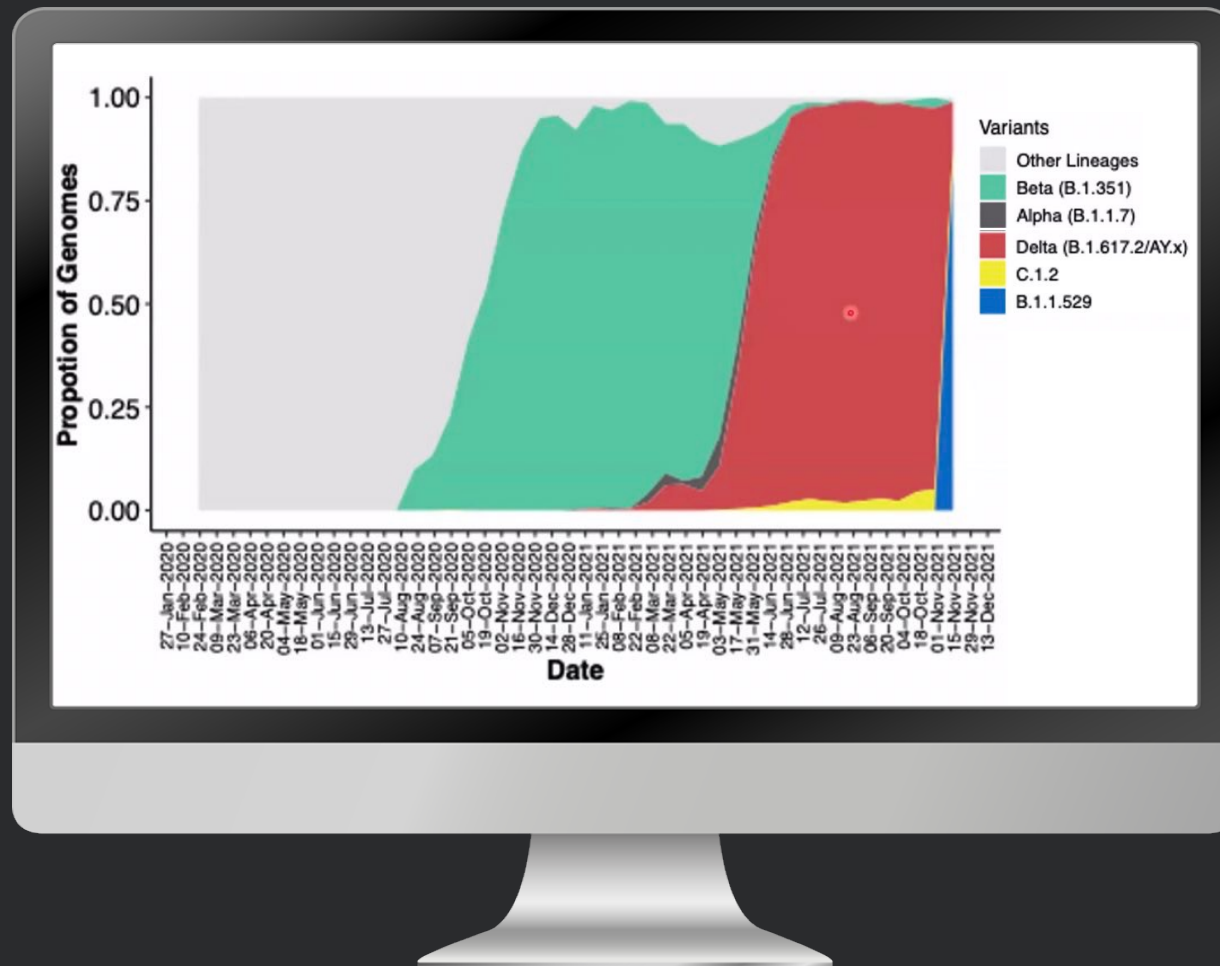 1.00
0.75
0.50
0.25
0.00
Propotion of Genomes
27-Jan-2020
10-Feb-2020
24-Feb-2020
09-Mar-2020
23-Mar-2020
06-Apr-2020
20-Apr-2020
04-May-2020
18-May-2020
01-Jun-2020
15-Jun-2020
29-Jun-2020
13-Jul-2020
27-Jul-2020
10-Aug-2020
24-Aug-2020
07-Sep-2020
21-Sep-2020
05-Oct-2020
19-Oct-2020
02-Nov-2020
16-Nov-2020
30-Nov-2020
14-Dec-2020
28-Dec-2020
11-Jan-2021
25-Jan-2021
08-Feb-2021
22-Feb-2021
08-Mar-2021
22-Mar-2021
05-Apr-2021
19-Apr-2021
03-May-2021
17-May-2021
31-May-2021
14-Jun-2021
28-Jun-2021
12-Jul-2021
26-Jul-2021
09-Aug-2021
23-Aug-2021
06-Sep-2021
20-Sep-2021
04-Oct-2021
18-Oct-2021
01-Nov-2021
15-Nov-2021
29-Nov-2021
13-Dec-2021
Date
Variants
Other Lineages
Beta (B.1.351)
Alpha (B.1.1.7)
Delta (B.1.617.2/AY.x)
C.1.2
B.1.1.529